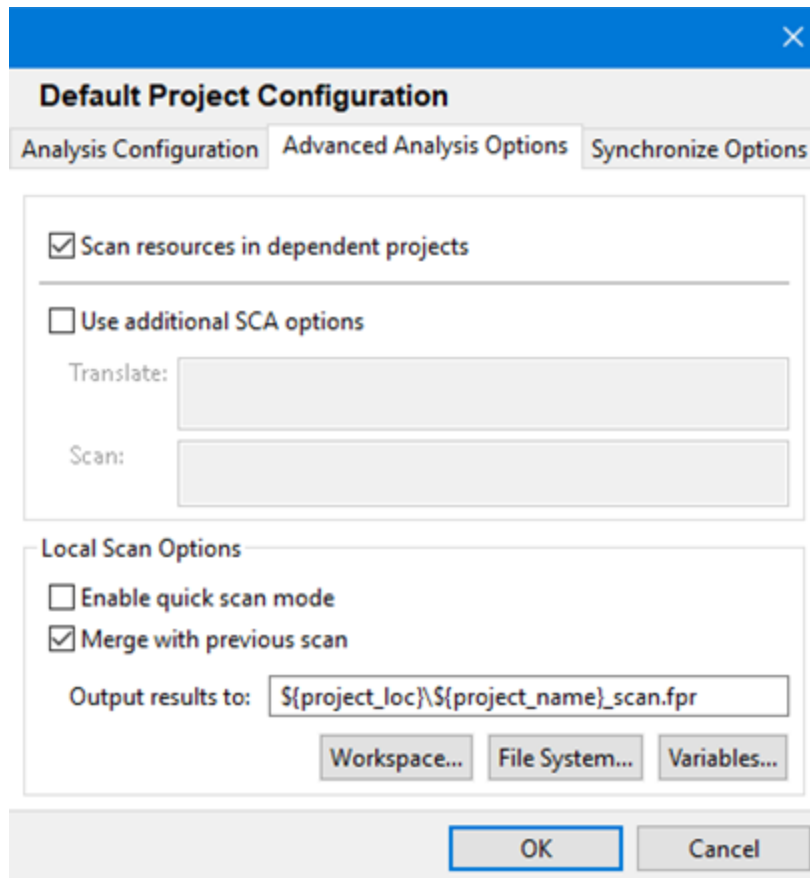 Default Project Configuration
Analysis Configuration Advanced Analysis Options Synchronize Options
Scan resources in dependent projects
Use additional SCA options
Translate:
Scan:
Local Scan Options
Enable quick scan mode
Merge with previous scan
Output results to: ${project_loc}\${project_name}_scan.fpr
Workspace... File System... Variables...
OK Cancel